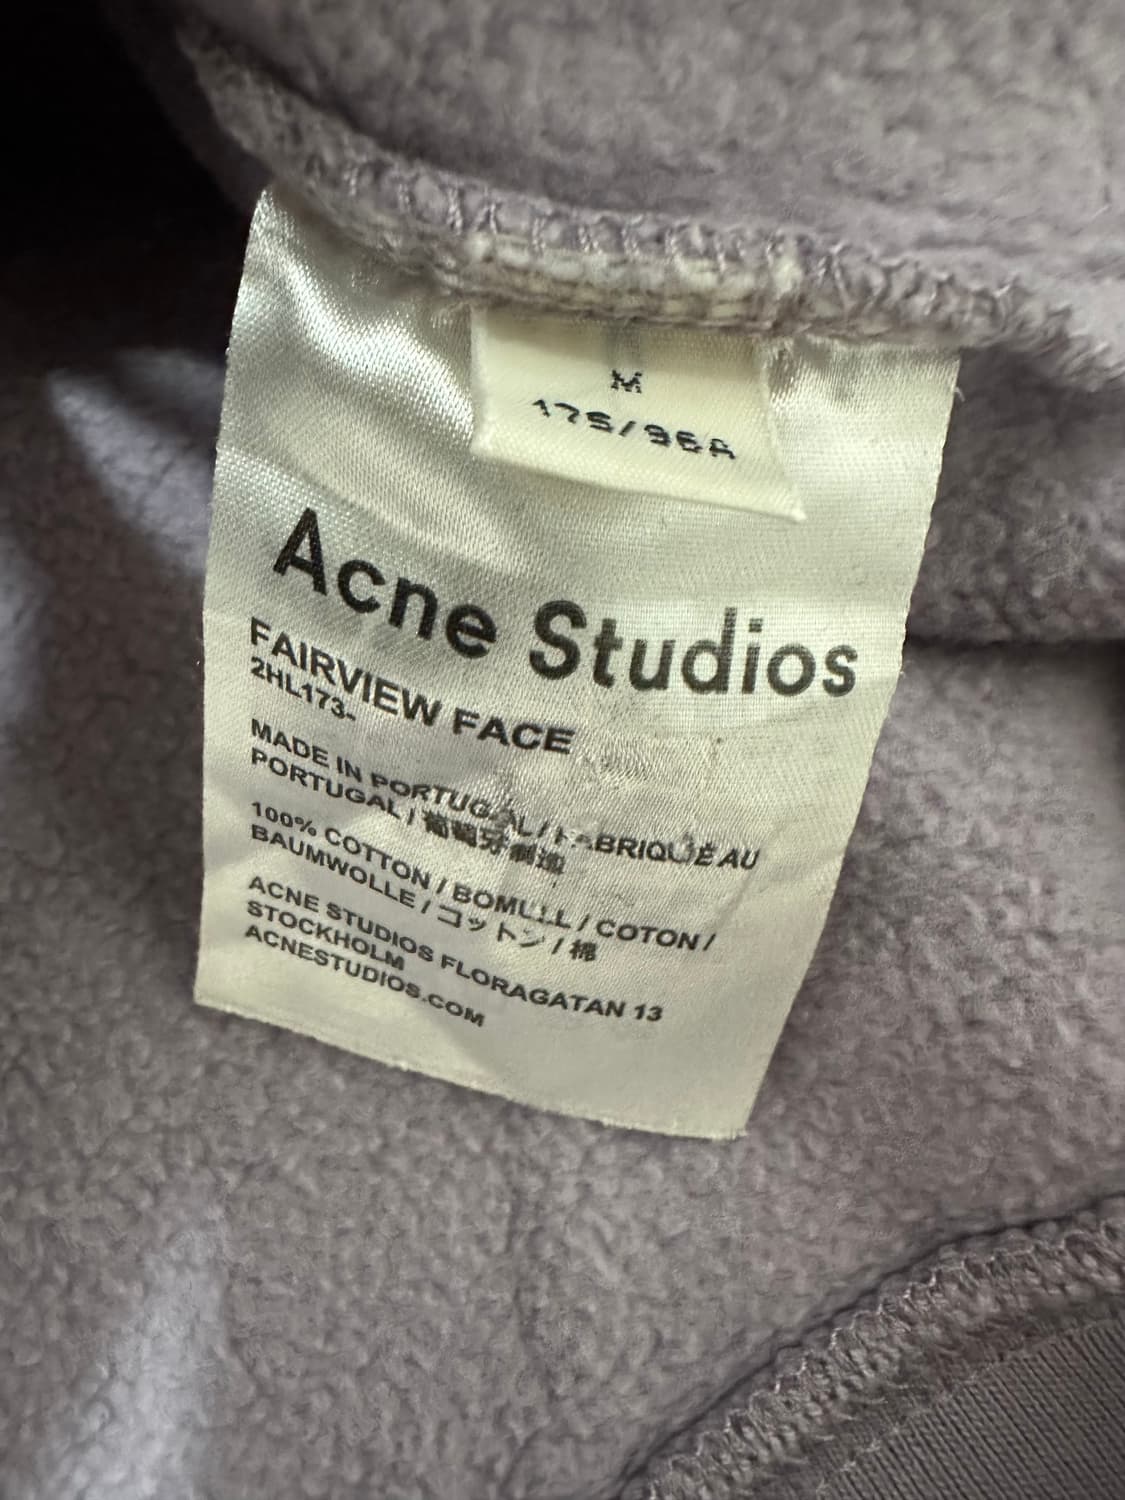 M
175/96A
Acne Studios
FAIRVIEW FACE
2HL173-
MADE IN PORTUGAL / FABRIQUÉ AU
PORTUGAL / 葡萄牙制造
100% COTTON / BOMULL / COTON /
BAUMWOLLE / コットン / 棉
ACNE STUDIOS FLORAGATAN 13
STOCKHOLM
ACNESTUDIOS.COM